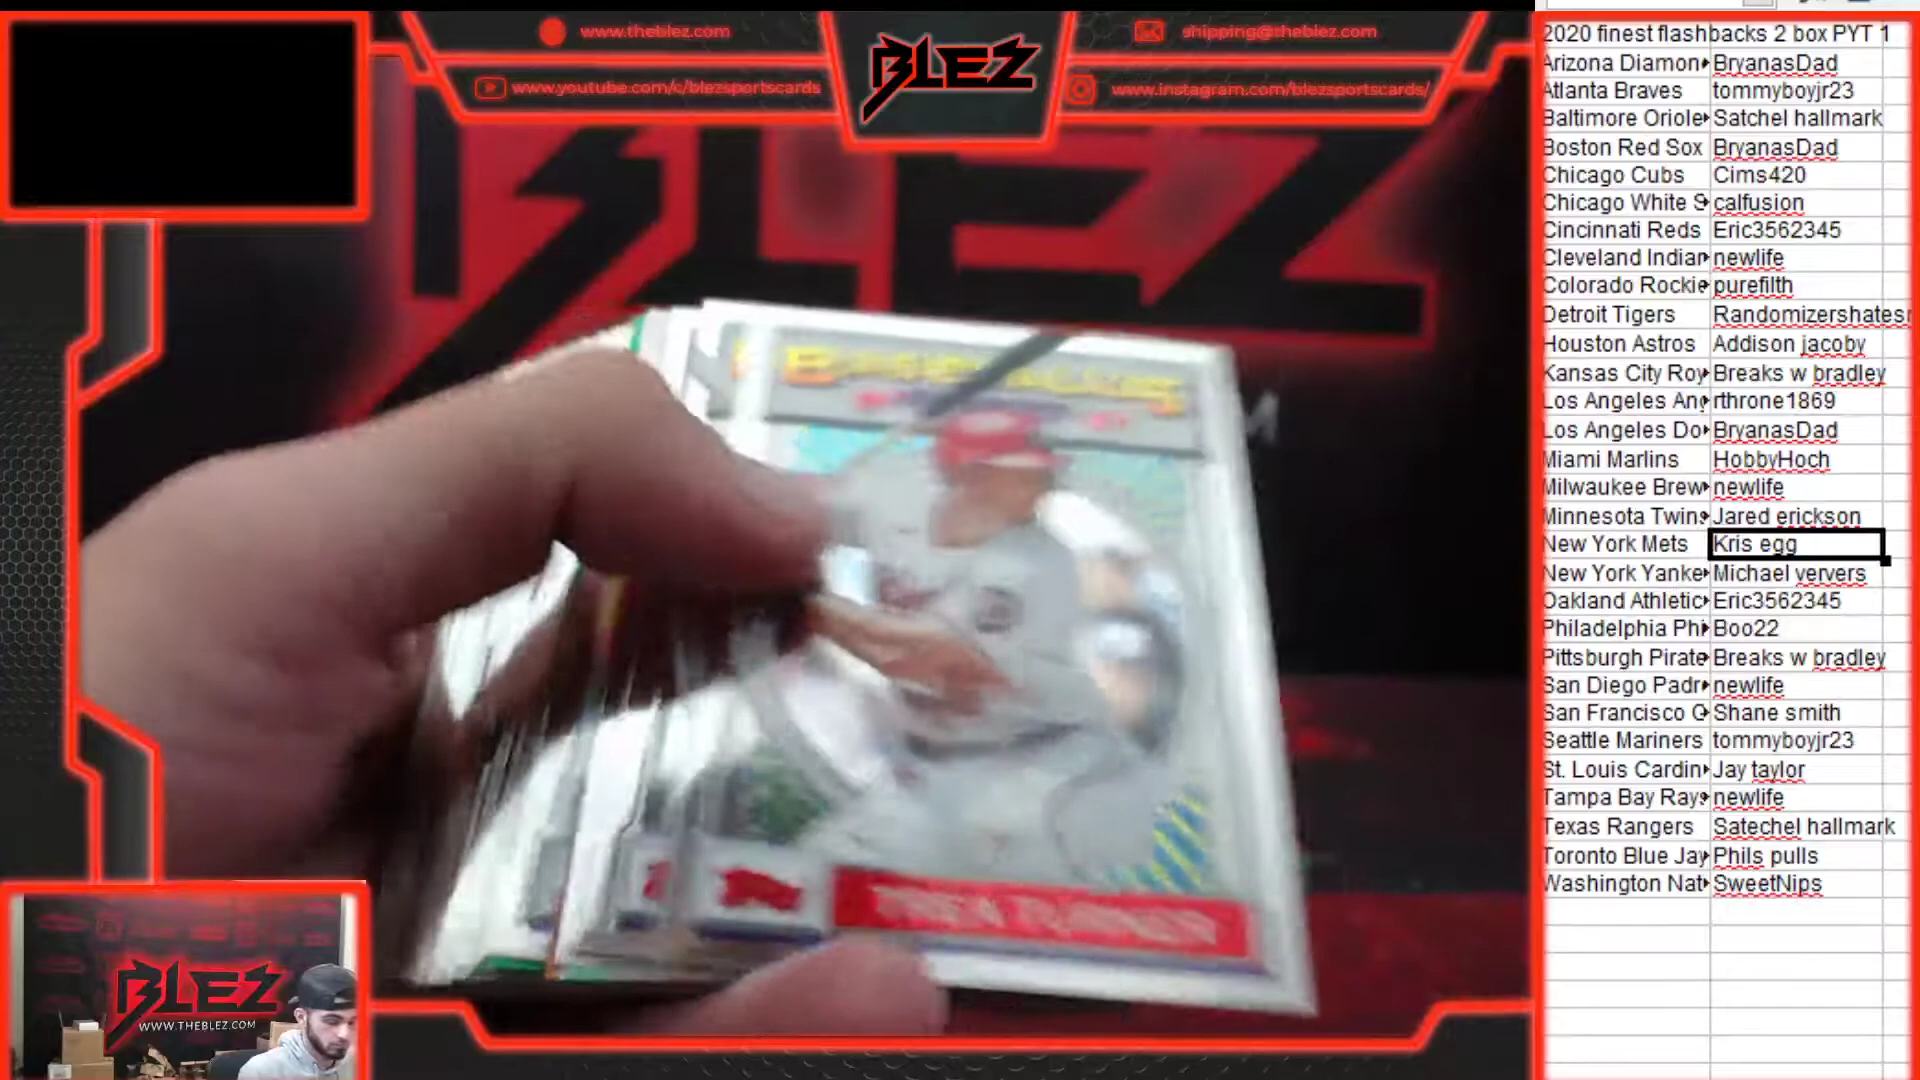 www.theblez.com
BLEZ
shipping@theblez.com
www.youtube.com/c/blezsportscards
www.instagram.com/blezsportscards/
BLEZ
TREA TURNER
BLEZ
WWW.THEBLEZ.COM
2020 finest flashbacks 2 box PYT 1
Arizona Diamon BryanasDad
Atlanta Braves tommyboyjr23
Baltimore Oriole Satchel hallmark
Boston Red Sox BryanasDad
Chicago Cubs Cims420
Chicago White S calfusion
Cincinnati Reds Eric3562345
Cleveland Indian newlife
Colorado Rockie purefilth
Detroit Tigers Randomizershatesr
Houston Astros Addison jacoby
Kansas City Roy Breaks w bradley
Los Angeles Ang rthrone1869
Los Angeles Do BryanasDad
Miami Marlins HobbyHoch
Milwaukee Brew newlife
Minnesota Twins Jared erickson
New York Mets Kris egg
New York Yanke Michael ververs
Oakland Athletic Eric3562345
Philadelphia Phi Boo22
Pittsburgh Pirate Breaks w bradley
San Diego Padr newlife
San Francisco G Shane smith
Seattle Mariners tommyboyjr23
St. Louis Cardin Jay taylor
Tampa Bay Rays newlife
Texas Rangers Satechel hallmark
Toronto Blue Jay Phils pulls
Washington Nat SweetNips